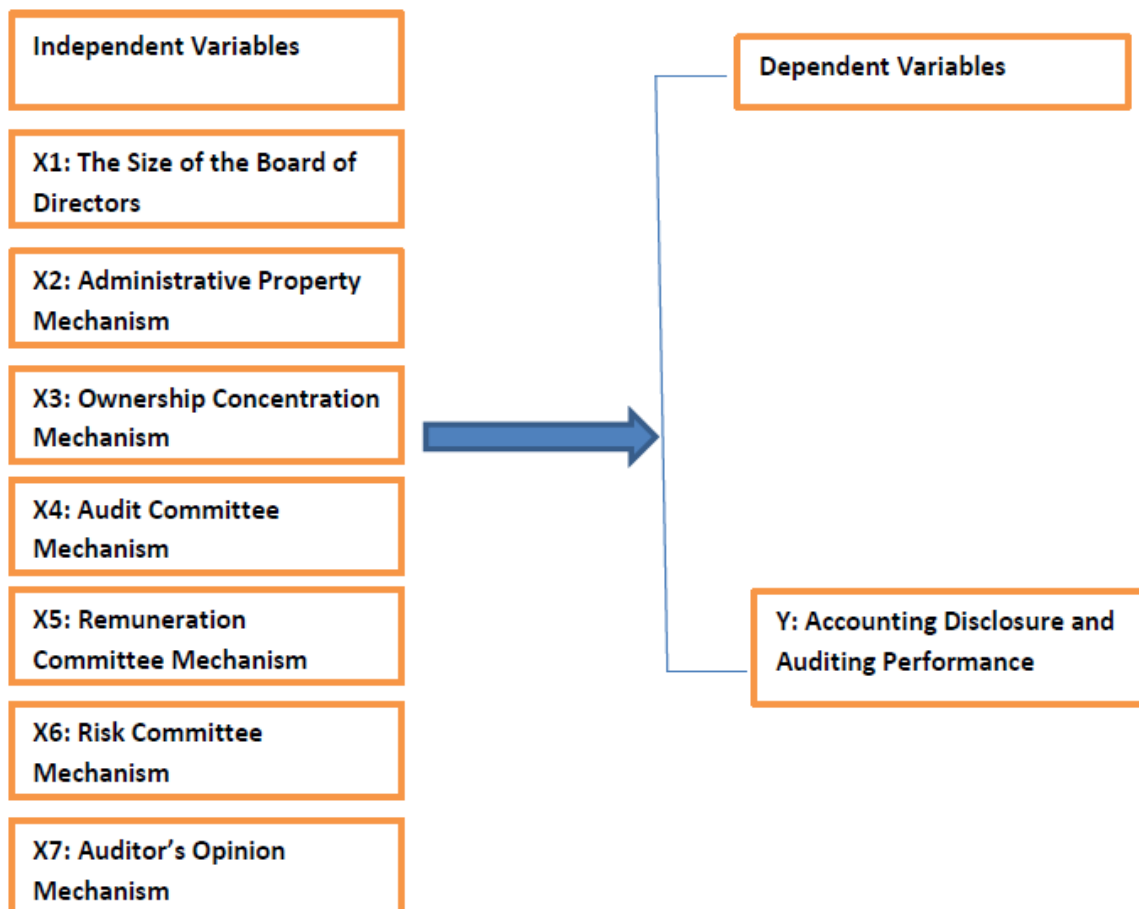 Independent Variables
X1: The Size of the Board of
Directors
X2: Administrative Property
Mechanism
X3: Ownership Concentration
Mechanism
X4: Audit Committee
Mechanism
X5: Remuneration
Committee Mechanism
X6: Risk Committee
Mechanism
X7: Auditor’s Opinion
Mechanism
Dependent Variables
Y: Accounting Disclosure and
Auditing Performance